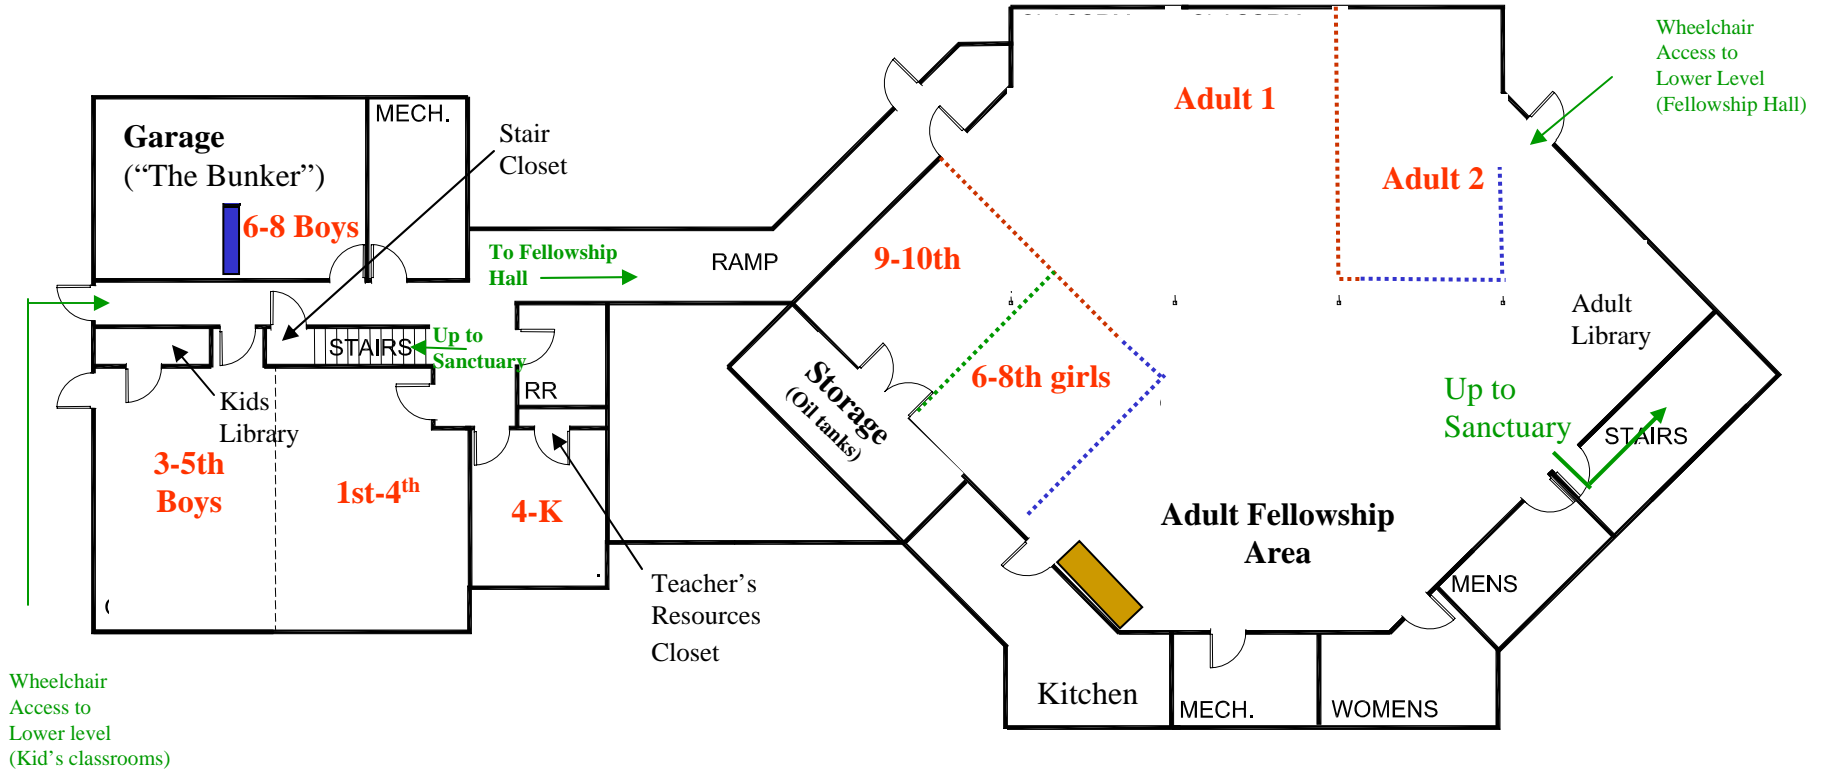 Wheelchair
Access to
Lower Level
(Fellowship Hall)
Adult 1
Adult 2
MECH.
Garage
(“The Bunker”)
6-8 Boys
Stair
Closet
To Fellowship
Hall
RAMP
9-10th
Adult
Library
STAIRS
Up to
Sanctuary
6-8th girls
Storage
(Oil tanks)
RR
Kids
Library
Up to
Sanctuary
STAIRS
3-5th
Boys
1st-4th
4-K
Adult Fellowship
Area
MENS
Teacher’s
Resources
Closet
Kitchen
MECH.
WOMENS
Wheelchair
Access to
Lower level
(Kid’s classrooms)